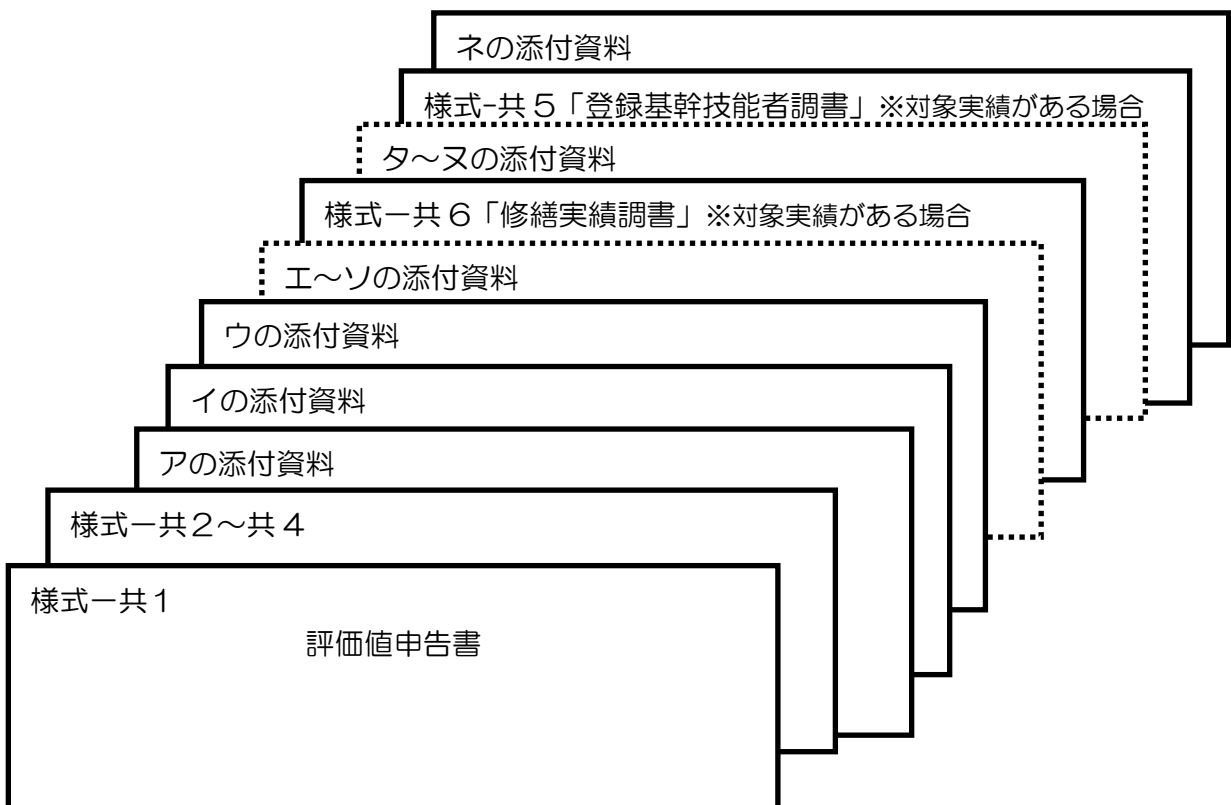 ネの添付資料
様式-共５「登録基幹技能者調書」※対象実績がある場合
タ～ヌの添付資料
様式－共６「修繕実績調書」※対象実績がある場合
エ～ソの添付資料
ウの添付資料
イの添付資料
アの添付資料
様式－共２～共４
様式－共１
評価値申告書